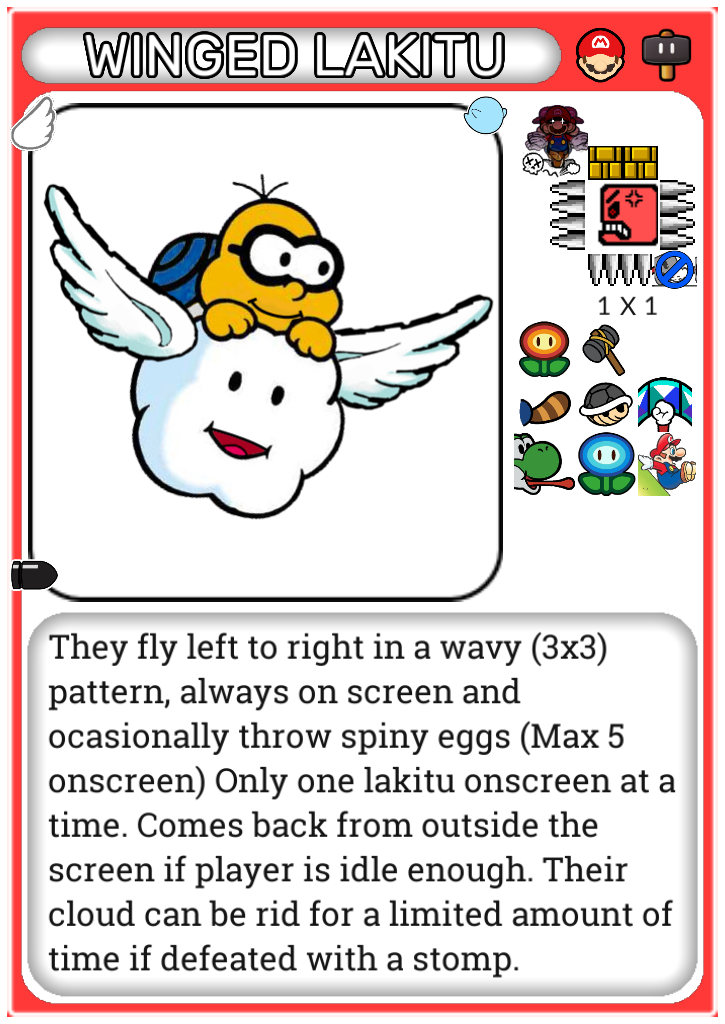 WINGED LAKITU
M
1 X 1
They fly left to right in a wavy (3x3)
pattern, always on screen and
ocasionally throw spiny eggs (Max 5
onscreen) Only one lakitu onscreen at a
time. Comes back from outside the
screen if player is idle enough. Their
cloud can be rid for a limited amount of
time if defeated with a stomp.